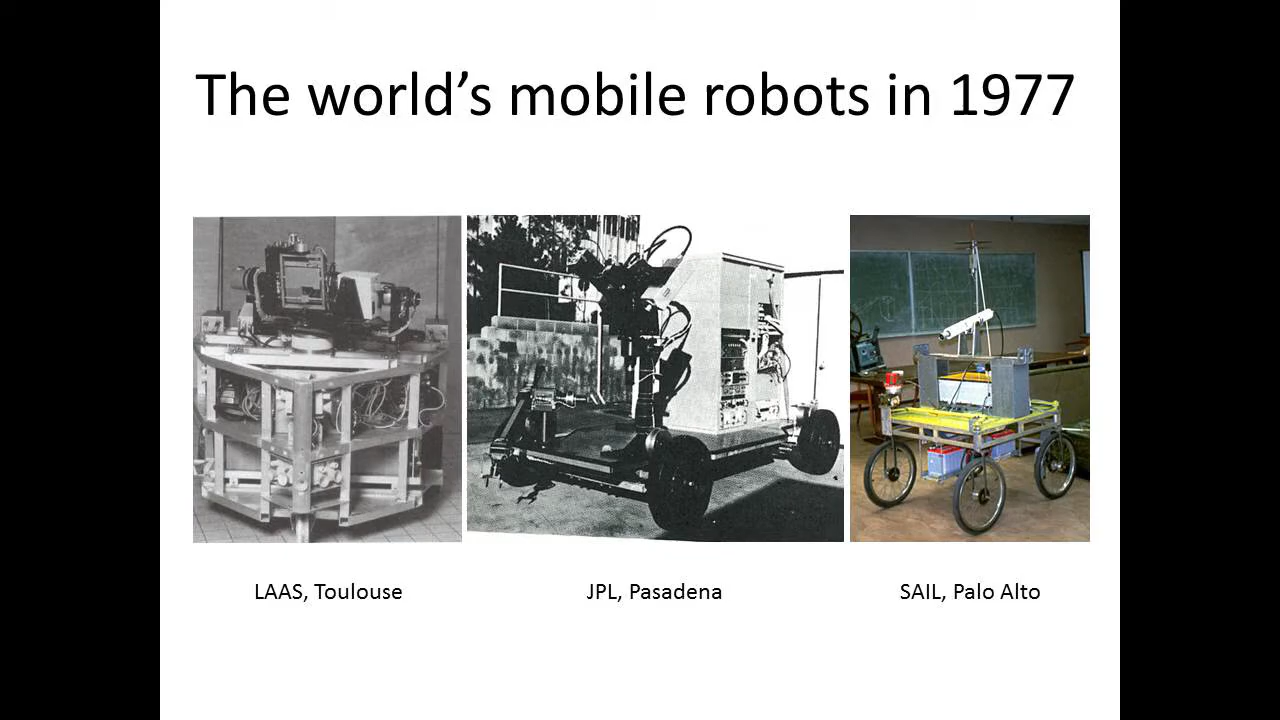 The world’s mobile robots in 1977
LAAS, Toulouse
JPL, Pasadena
SAIL, Palo Alto